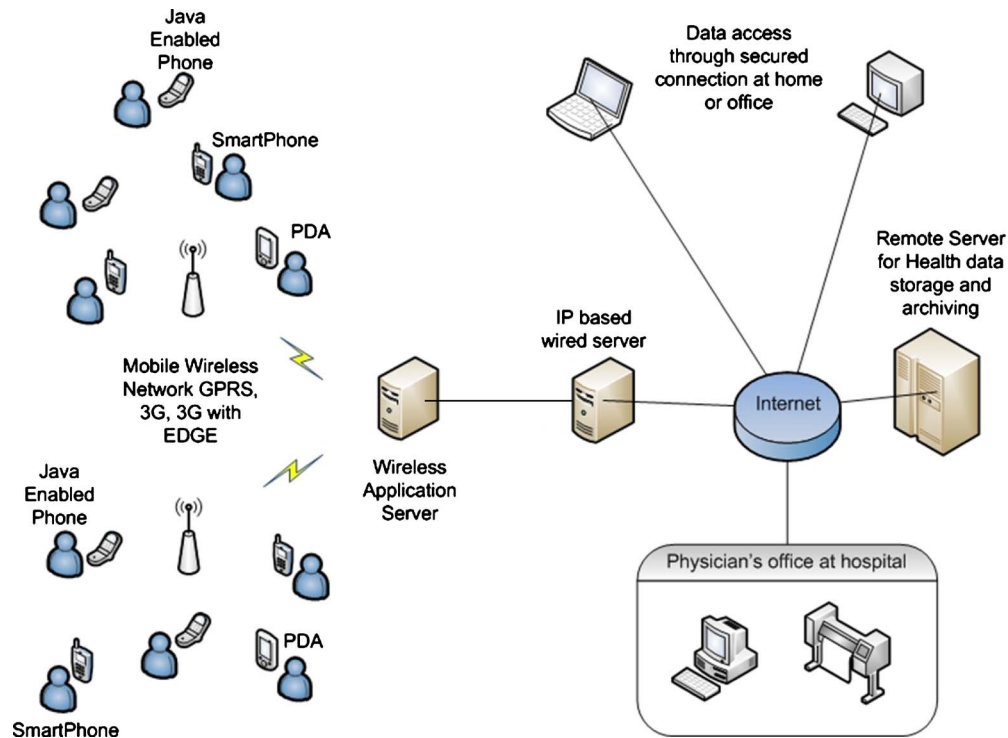 Java
Enabled
Phone
SmartPhone
PDA
Mobile Wireless
Network GPRS,
3G, 3G with
EDGE
Java
Enabled
Phone
PDA
SmartPhone
Wireless
Application
Server
IP based
wired server
Data access
through secured
connection at home
or office
Internet
Remote Server
for Health data
storage and
archiving
Physician's office at hospital